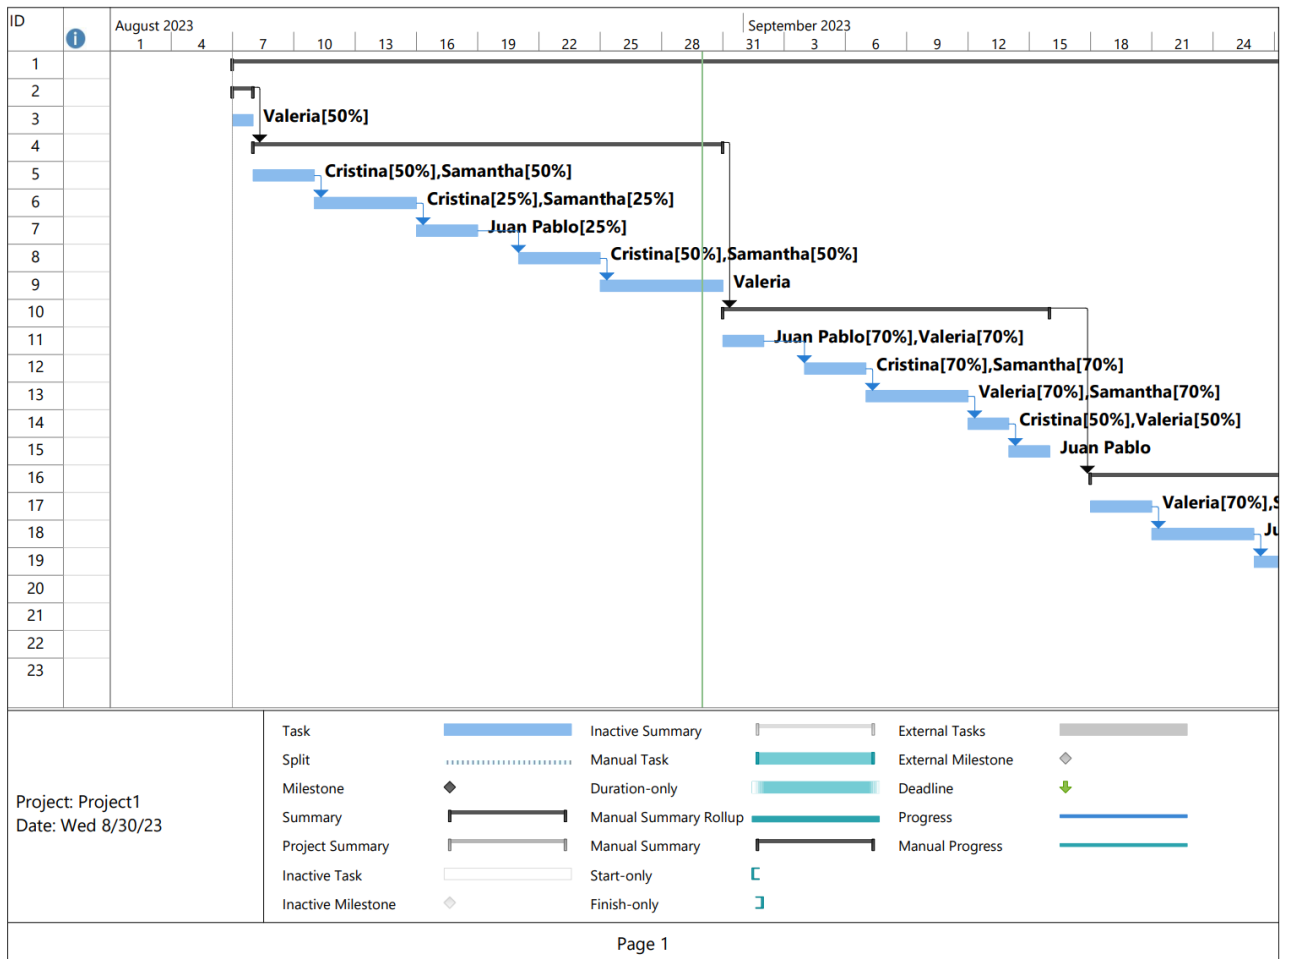 ID
August 2023
September 2023
1 4 7 10 13 16 19 22 25 28 31 3 6 9 12 15 18 21 24
1
2
3 Valeria[50%]
4
5 Cristina[50%],Samantha[50%]
6 Cristina[25%],Samantha[25%]
7 Juan Pablo[25%]
8 Cristina[50%],Samantha[50%]
9 Valeria
10
11 Juan Pablo[70%],Valeria[70%]
12 Cristina[70%],Samantha[70%]
13 Valeria[70%],Samantha[70%]
14 Cristina[50%],Valeria[50%]
15 Juan Pablo
16
17 Valeria[70%],S
18 Ju
19
20
21
22
23
Project: Project1
Date: Wed 8/30/23
Task
Split
Milestone
Summary
Project Summary
Inactive Task
Inactive Milestone
Inactive Summary
Manual Task
Duration-only
Manual Summary Rollup
Manual Summary
Start-only
Finish-only
External Tasks
External Milestone
Deadline
Progress
Manual Progress
Page 1